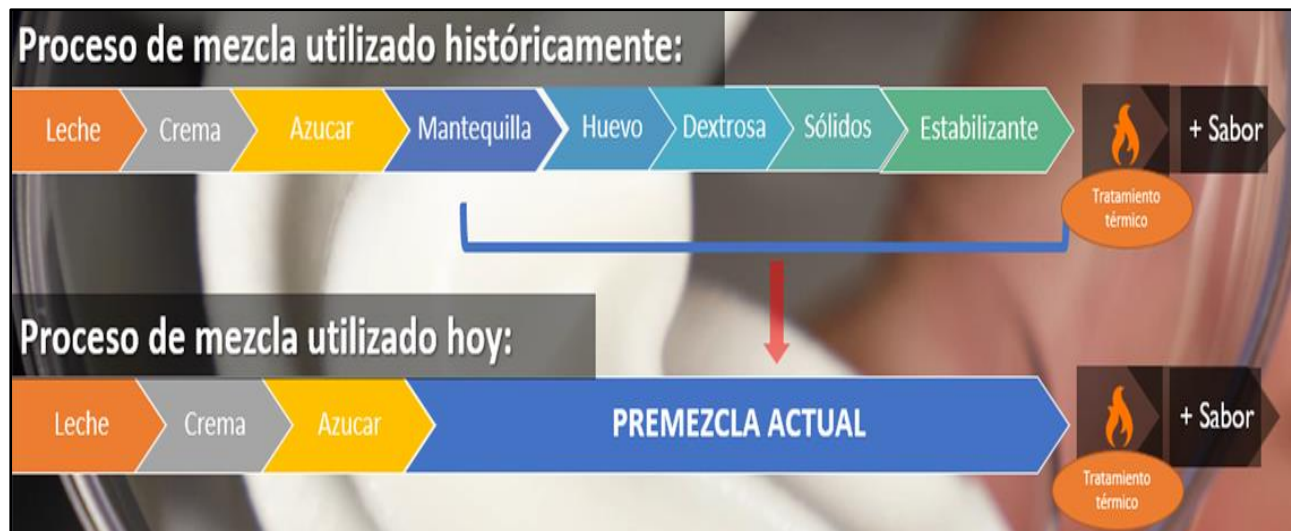 Proceso de mezcla utilizado históricamente:
Leche Crema Azucar Mantequilla Huevo Dextrosa Sólidos Estabilizante + Sabor
Tratamiento
térmico
Proceso de mezcla utilizado hoy:
Leche Crema Azucar PREMEZCLA ACTUAL + Sabor
Tratamiento
térmico